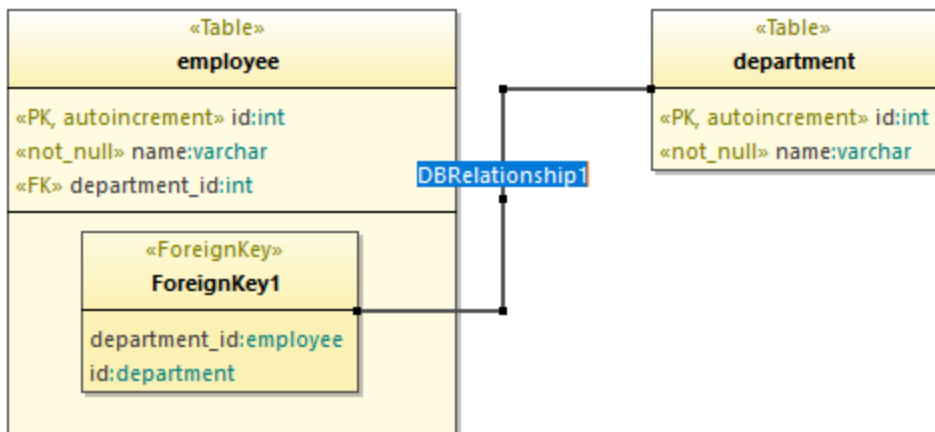 «Table»
employee
«PK, autoincrement» id:int
«not_null» name:varchar
«FK» department_id:int
«ForeignKey»
ForeignKey1
department_id:employee
id:department
DBRelationship1
«Table»
department
«PK, autoincrement» id:int
«not_null» name:varchar